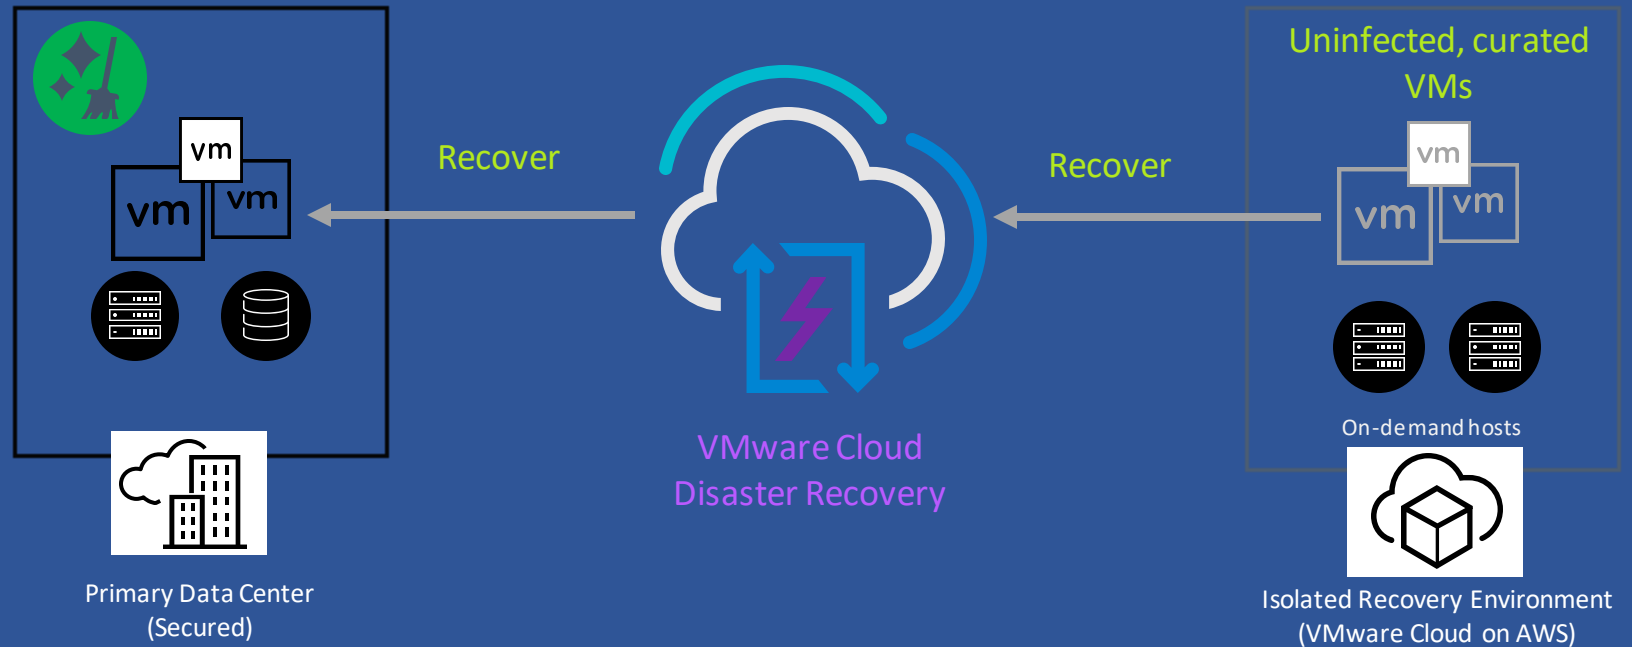 Uninfected, curated
VMs
vm
vm
vm
Recover
Recover
vm
vm
vm
On-demand hosts
VMware Cloud
Disaster Recovery
Primary Data Center
(Secured)
Isolated Recovery Environment
(VMware Cloud on AWS)